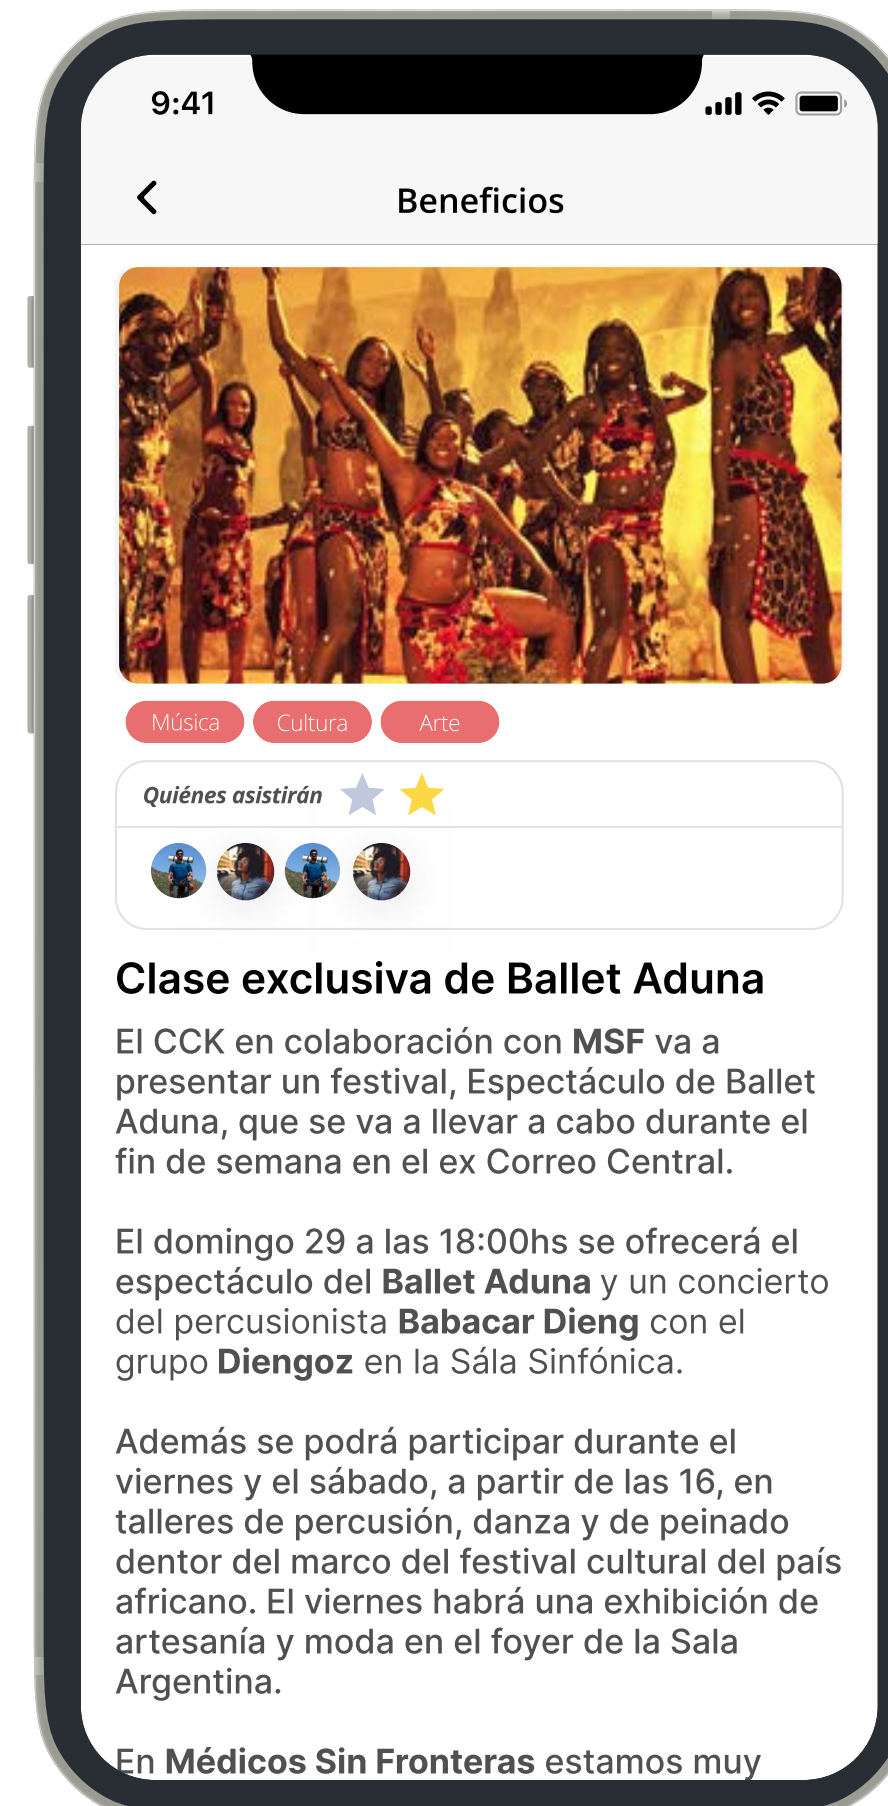 9:41
Beneficios
Música Cultura Arte
Quiénes asistirán
Clase exclusiva de Ballet Aduna
El CCK en colaboración con MSF va a
presentar un festival, Espectáculo de Ballet
Aduna, que se va a llevar a cabo durante el
fin de semana en el ex Correo Central.
El domingo 29 a las 18:00hs se ofrecerá el
espectáculo del Ballet Aduna y un concierto
del percusionista Babacar Dieng con el
grupo Diengoz en la Sála Sinfónica.
Además se podrá participar durante el
viernes y el sábado, a partir de las 16, en
talleres de percusión, danza y de peinado
dentor del marco del festival cultural del país
africano. El viernes habrá una exhibición de
artesanía y moda en el foyer de la Sala
Argentina.
En Médicos Sin Fronteras estamos muy